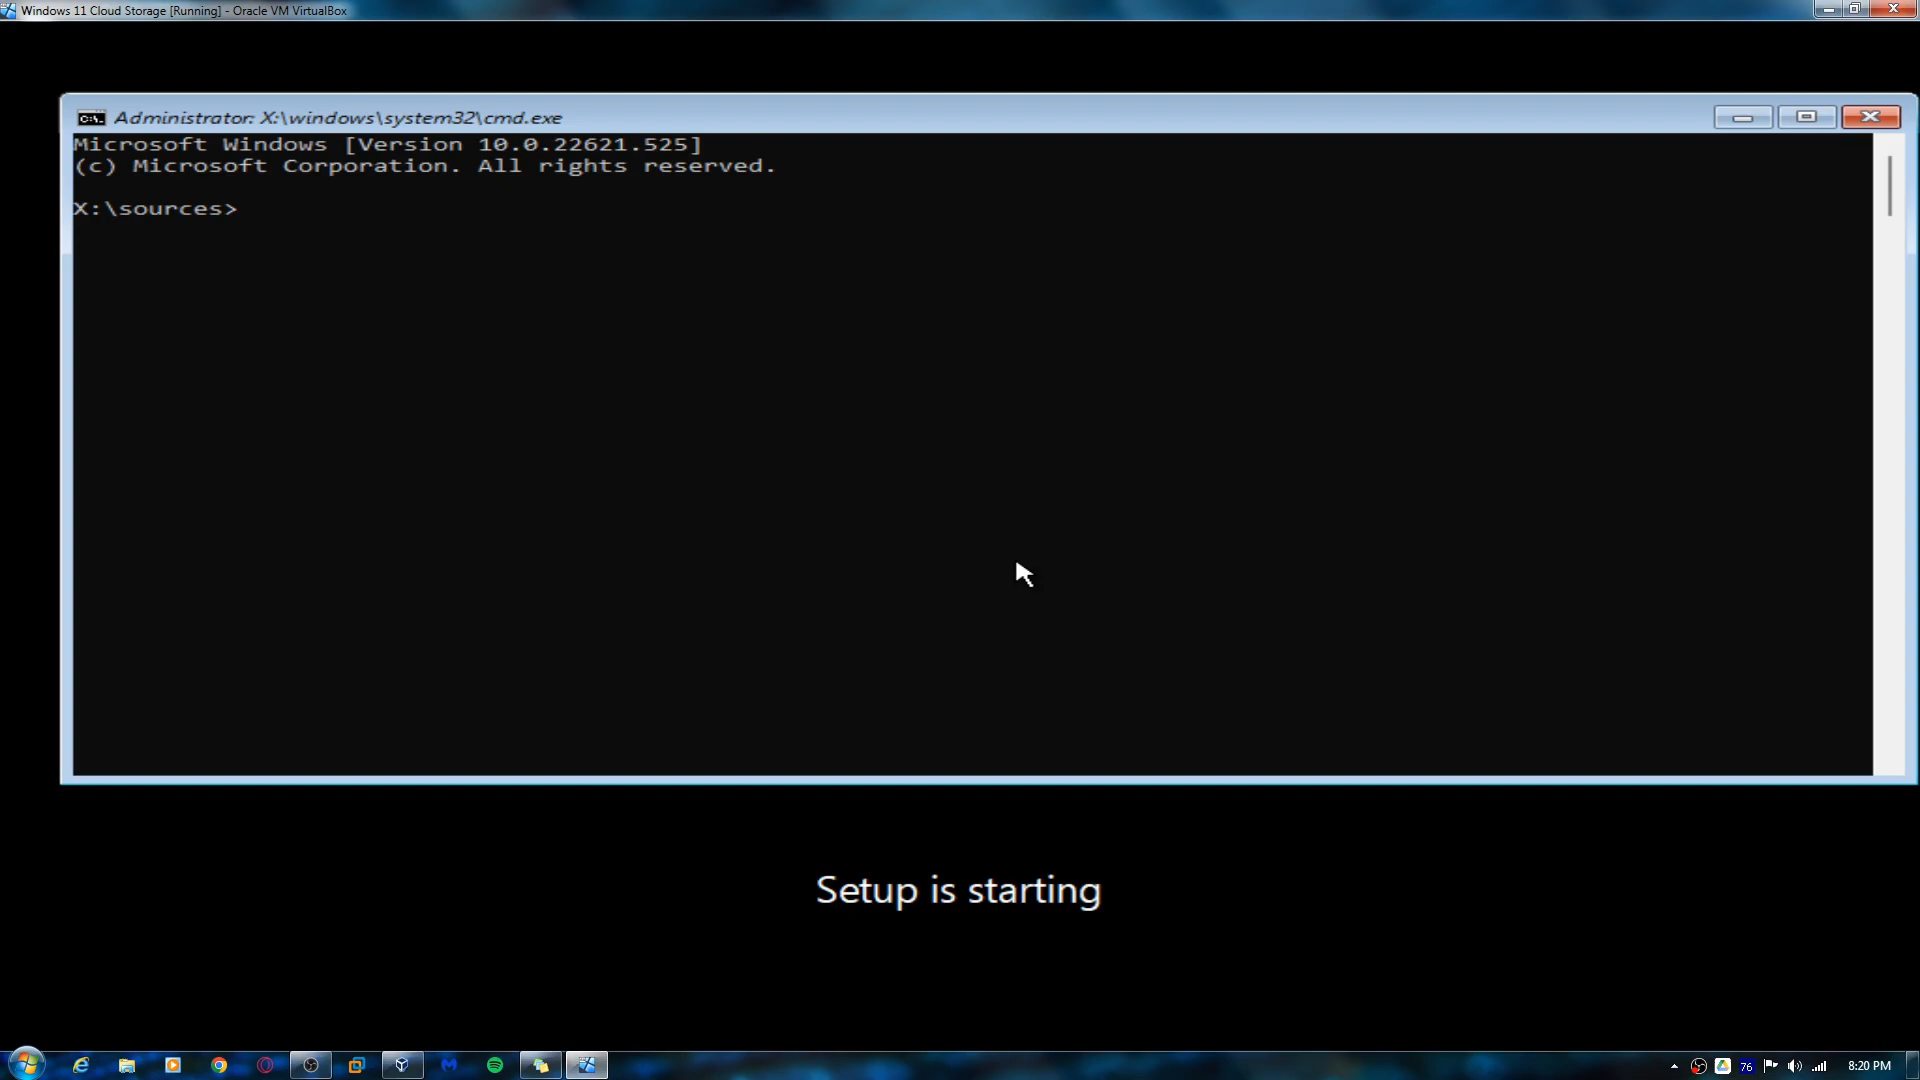 Windows 11 Cloud Storage [Running] - Oracle VM VirtualBox
Administrator: X:\windows\system32\cmd.exe
Microsoft Windows [Version 10.0.22621.525]
(c) Microsoft Corporation. All rights reserved.
X:\sources>
Setup is starting
76
8:20 PM